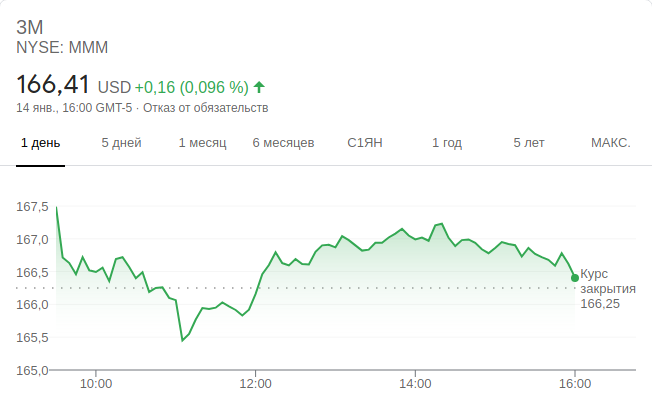 3M
NYSE: MMM
166,41 USD +0,16 (0,096 %)
14 янв., 16:00 GMT-5 · Отказ от обязательств
1 день 5 дней 1 месяц 6 месяцев С1ЯН 1 год 5 лет МАКС.
167,5
167,0
166,5
166,0
165,5
165,0
Курс
закрытия
166,25
10:00 12:00 14:00 16:00